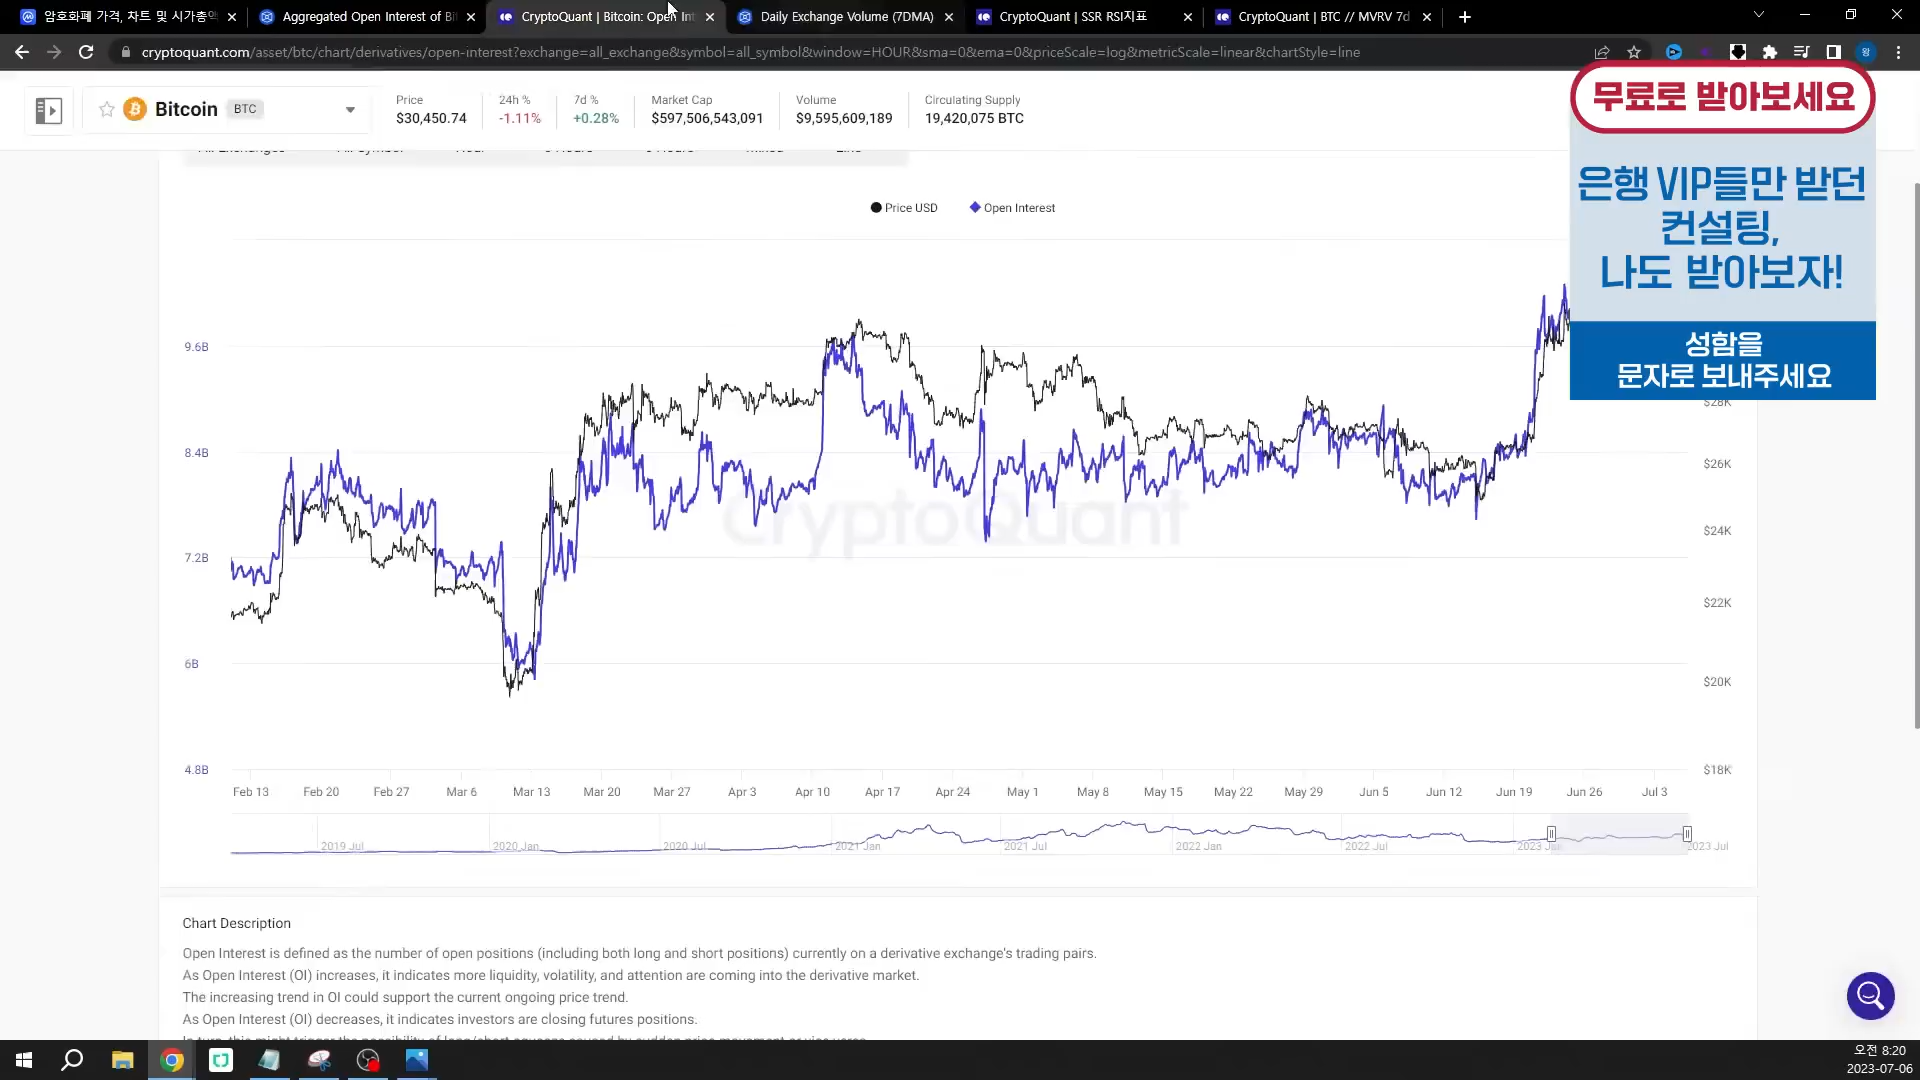 암호화폐 가격, 차트 및 시가총액
Aggregated Open Interest of Bit
CryptoQuant | Bitcoin: Open Int
Daily Exchange Volume (7DMA)
CryptoQuant | SSR RSI지표
CryptoQuant | BTC // MVRV 7d
cryptoquant.com/asset/btc/chart/derivatives/open-interest?exchange=all_exchange&symbol=all_symbol&window=HOUR&sma=0&ema=0&priceScale=log&metricScale=linear&chartStyle=line
Bitcoin BTC
Price
$30,450.74
24h %
-1.11%
7d %
+0.28%
Market Cap
$597,506,543,091
Volume
$9,595,609,189
Circulating Supply
19,420,075 BTC
무료로 받아보세요
은행 VIP들만 받던
컨설팅,
나도 받아보자!
성함을
문자로 보내주세요
Price USD
Open Interest
9.6B
8.4B
7.2B
6B
4.8B
$28K
$26K
$24K
$22K
$20K
$18K
CryptoQuant
Feb 13 Feb 20 Feb 27 Mar 6 Mar 13 Mar 20 Mar 27 Apr 3 Apr 10 Apr 17 Apr 24 May 1 May 8 May 15 May 22 May 29 Jun 5 Jun 12 Jun 19 Jun 26 Jul 3
2019 Jul 2020 Jan 2020 Jul 2021 Jan 2021 Jul 2022 Jan 2022 Jul 2023 2023 Jul
Chart Description
Open Interest is defined as the number of open positions (including both long and short positions) currently on a derivative exchange's trading pairs.
As Open Interest (OI) increases, it indicates more liquidity, volatility, and attention are coming into the derivative market.
The increasing trend in OI could support the current ongoing price trend.
As Open Interest (OI) decreases, it indicates investors are closing futures positions.
오전 8:20
2023-07-06